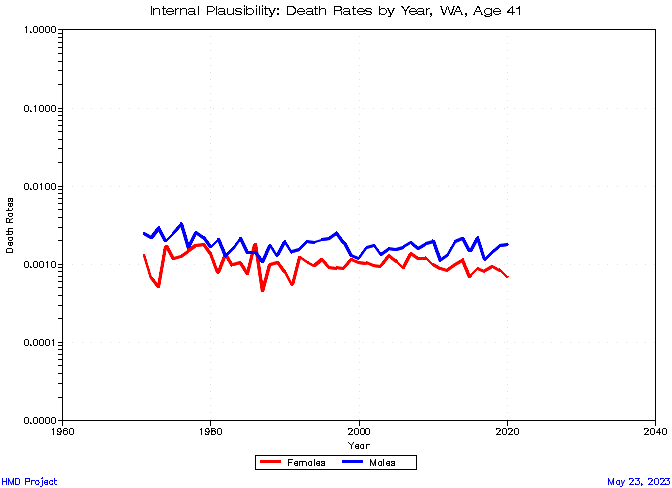 Internal Plausibility: Death Rates by Year, WA, Age 41
1.0000
0.1000
0.0100
0.0010
0.0001
0.0000
Death Rates
1960 1980 2000 2020 2040
Year
Females Males
HMD Project May 23, 2023